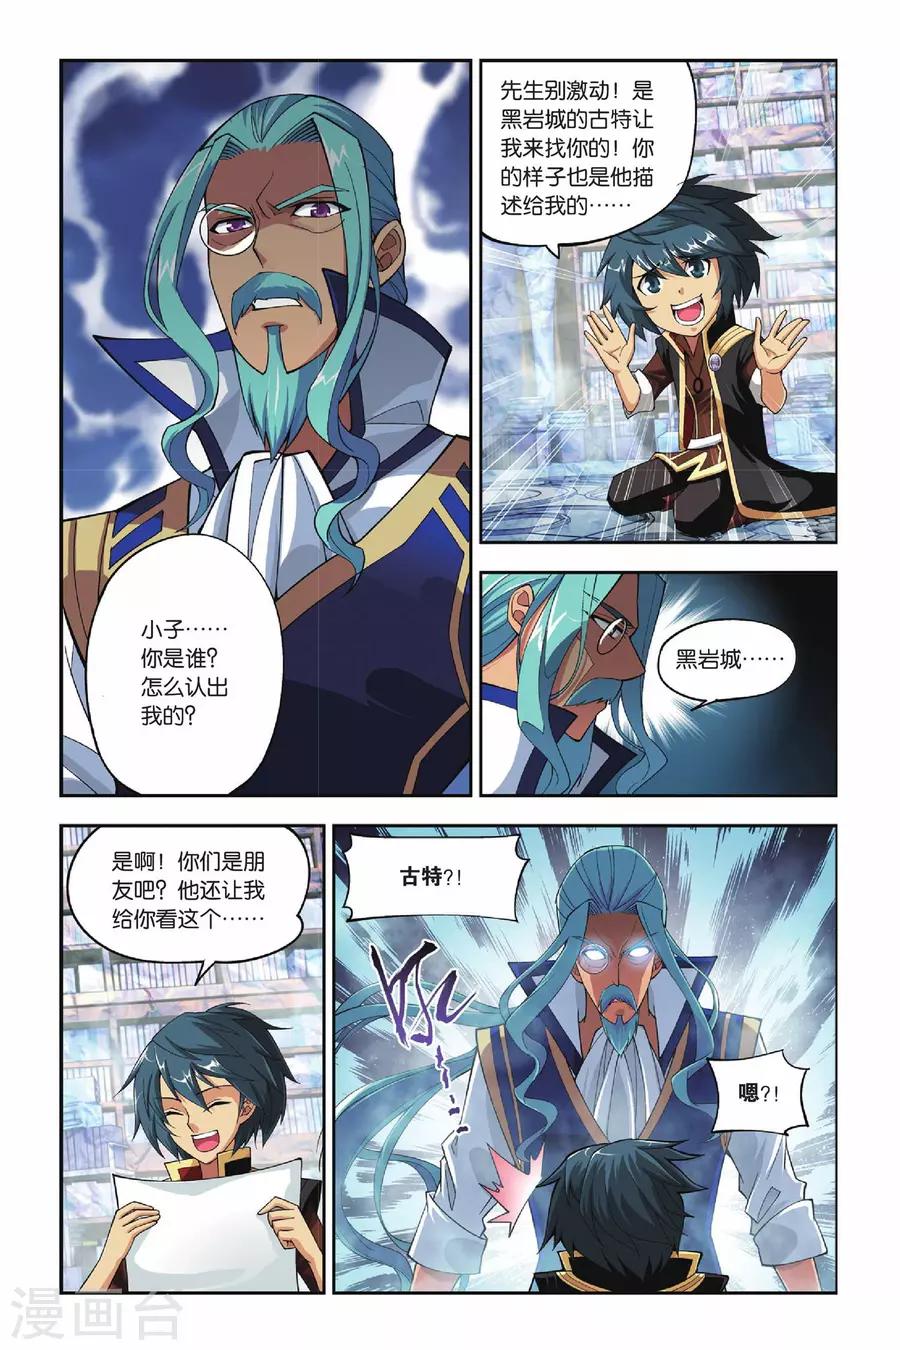 小子……
你是谁？
怎么认出
我的？
先生别激动！是
黑岩城的古特让
我来找你的！你
的样子也是他描
述给我的……
黑岩城……
是啊！你们是朋
友吧？他还让我
给你看这个……
古特?!
嗯?!
漫画台